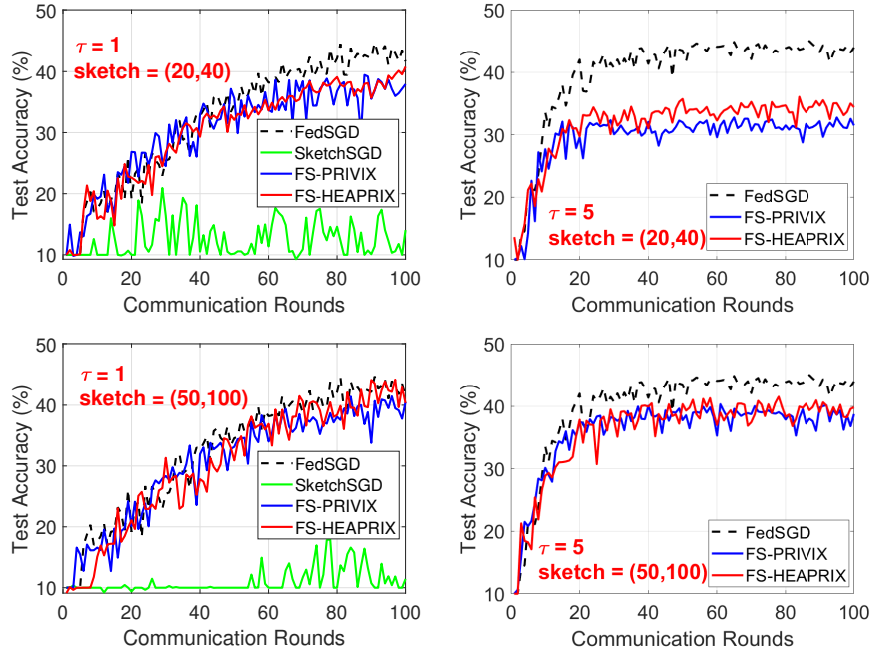 50
40
30
20
10
0
20
40
60
80
100
Test Accuracy (%)
Communication Rounds
τ = 1
sketch = (20,40)
FedSGD
SketchSGD
FS-PRIVIX
FS-HEAPRIX
50
40
30
20
10
0
20
40
60
80
100
Test Accuracy (%)
Communication Rounds
τ = 5
sketch = (20,40)
FedSGD
FS-PRIVIX
FS-HEAPRIX
50
40
30
20
10
0
20
40
60
80
100
Test Accuracy (%)
Communication Rounds
τ = 1
sketch = (50,100)
FedSGD
SketchSGD
FS-PRIVIX
FS-HEAPRIX
50
40
30
20
10
0
20
40
60
80
100
Test Accuracy (%)
Communication Rounds
τ = 5
sketch = (50,100)
FedSGD
FS-PRIVIX
FS-HEAPRIX